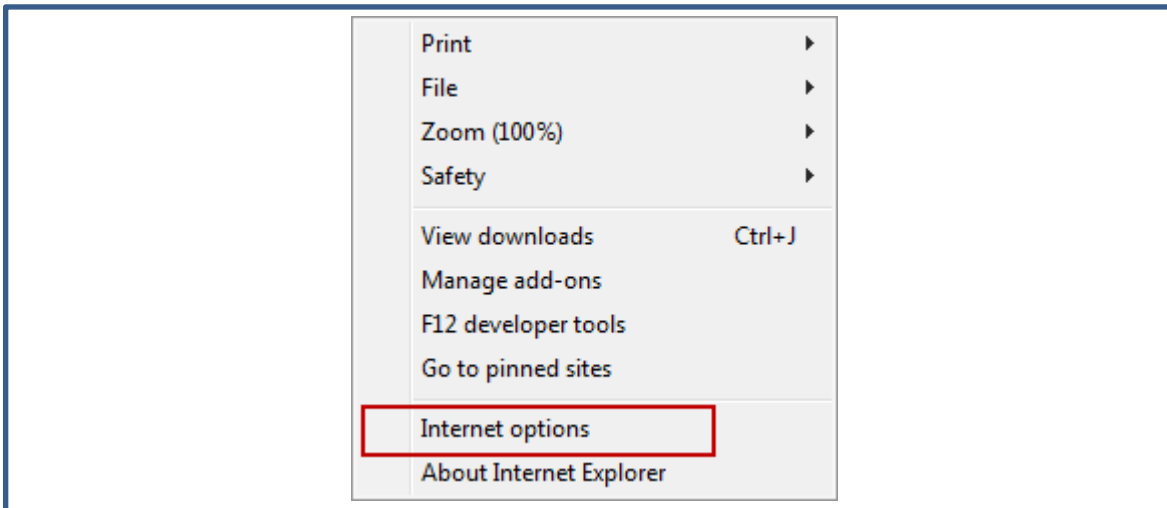 Print
File
Zoom (100%)
Safety
View downloads Ctrl+J
Manage add-ons
F12 developer tools
Go to pinned sites
Internet options
About Internet Explorer